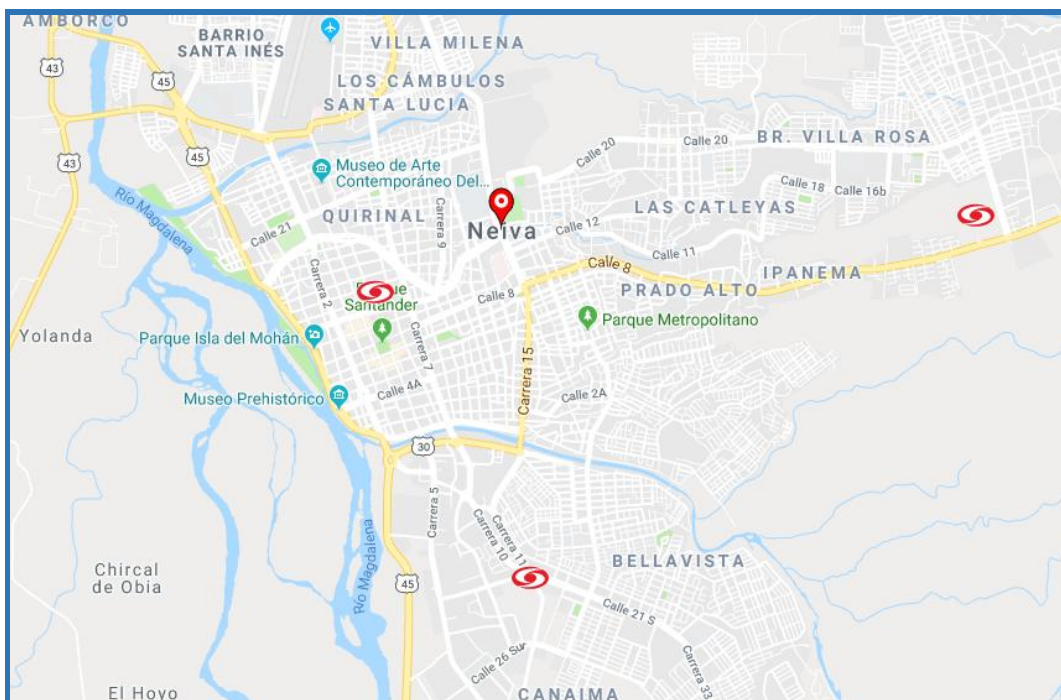 AMBORCO
BARRIO
SANTA INÉS
VILLA MILENA
43
45
LOS CÁMBULOS
SANTA LUCIA
45
43
Calle 20
Calle 20
BR. VILLA ROSA
Museo de Arte
Contemporáneo Del...
Río Magdalena
Calle 18
Calle 16b
QUIRINAL
Carrera 9
LAS CATLEYAS
Calle 21
Neiva
Calle 12
Calle 11
Calle 8
IPANEMA
Carrera 2
Calle 8
PRADO ALTO
Santander
Parque Metropolitano
Yolanda
Parque Isla del Mohán
Carrera 7
Carrera 15
Calle 4A
Calle 2A
Museo Prehistórico
30
Carrera 5
Carrera 10
Carrera 11
BELLAVISTA
Río Magdalena
Chircal
de Obia
45
Calle 21 S
Calle 26 Sur
Carrera 33
El Hoyo
CANAIMA